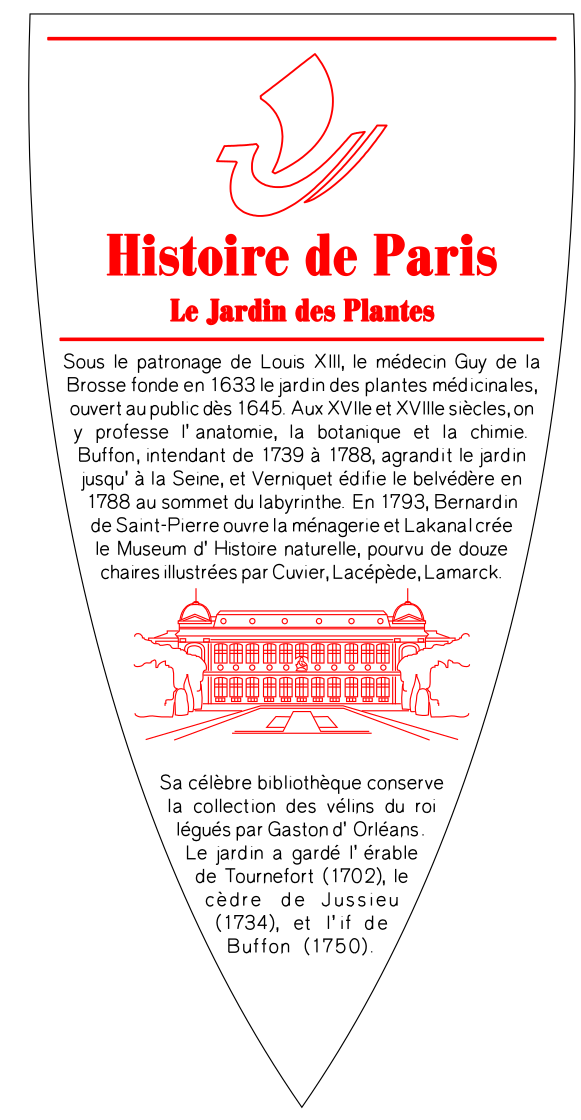 Histoire de Paris
Le Jardin des Plantes
Sous le patronage de Louis XIII, le médecin Guy de la
Brosse fonde en 1633 le jardin des plantes médicinales,
ouvert au public dès 1645. Aux XVIIe et XVIIIe siècles, on
y professe l'anatomie, la botanique et la chimie.
Buffon, intendant de 1739 à 1788, agrandit le jardin
jusqu'à la Seine, et Verniquet édifie le belvédère en
1788 au sommet du labyrinthe. En 1793, Bernardin
de Saint-Pierre ouvre la ménagerie et Lakanal crée
le Museum d'Histoire naturelle, pourvu de douze
chaires illustrées par Cuvier, Lacépède, Lamarck.
Sa célèbre bibliothèque conserve
la collection des vélins du roi
légués par Gaston d'Orléans.
Le jardin a gardé l'érable
de Tournefort (1702), le
cèdre de Jussieu
(1734), et l'if de
Buffon (1750).